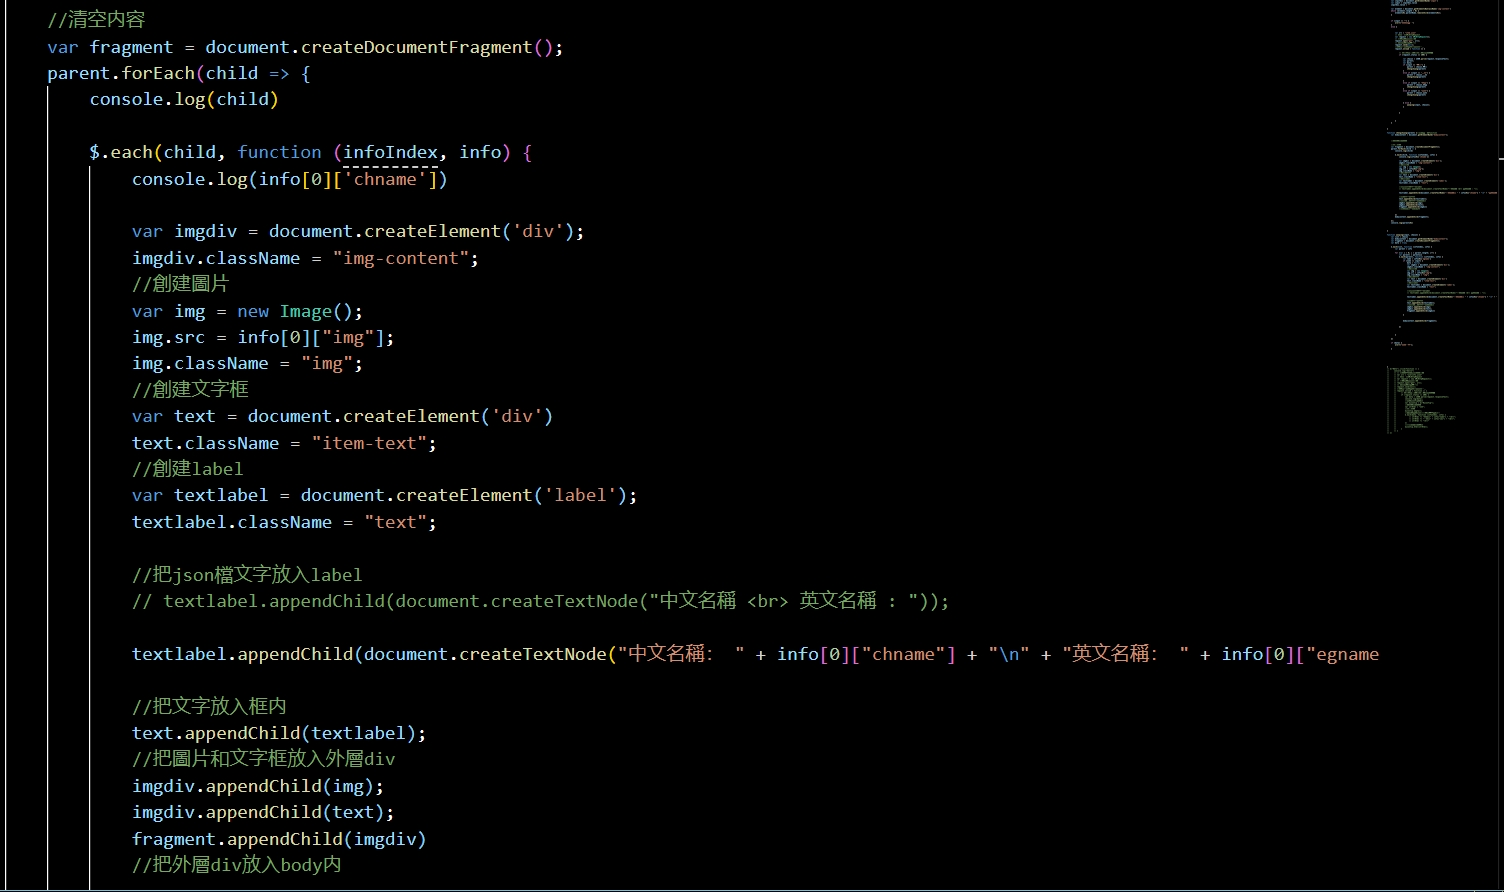 //清空内容
var fragment = document.createDocumentFragment();
parent.forEach(child => {
console.log(child)
$.each(child, function (infoIndex, info) {
console.log(info[0]['chname'])
var imgdiv = document.createElement('div');
imgdiv.className = "img-content";
//創建圖片
var img = new Image();
img.src = info[0]["img"];
img.className = "img";
//創建文字框
var text = document.createElement('div')
text.className = "item-text";
//創建label
var textlabel = document.createElement('label');
textlabel.className = "text";
//把json檔文字放入label
// textlabel.appendChild(document.createTextNode("中文名稱 <br> 英文名稱 : "));
textlabel.appendChild(document.createTextNode("中文名稱： " + info[0]["chname"] + "\n" + "英文名稱： " + info[0]["egname
//把文字放入框内
text.appendChild(textlabel);
//把圖片和文字框放入外層div
imgdiv.appendChild(img);
imgdiv.appendChild(text);
fragment.appendChild(imgdiv)
//把外層div放入body内